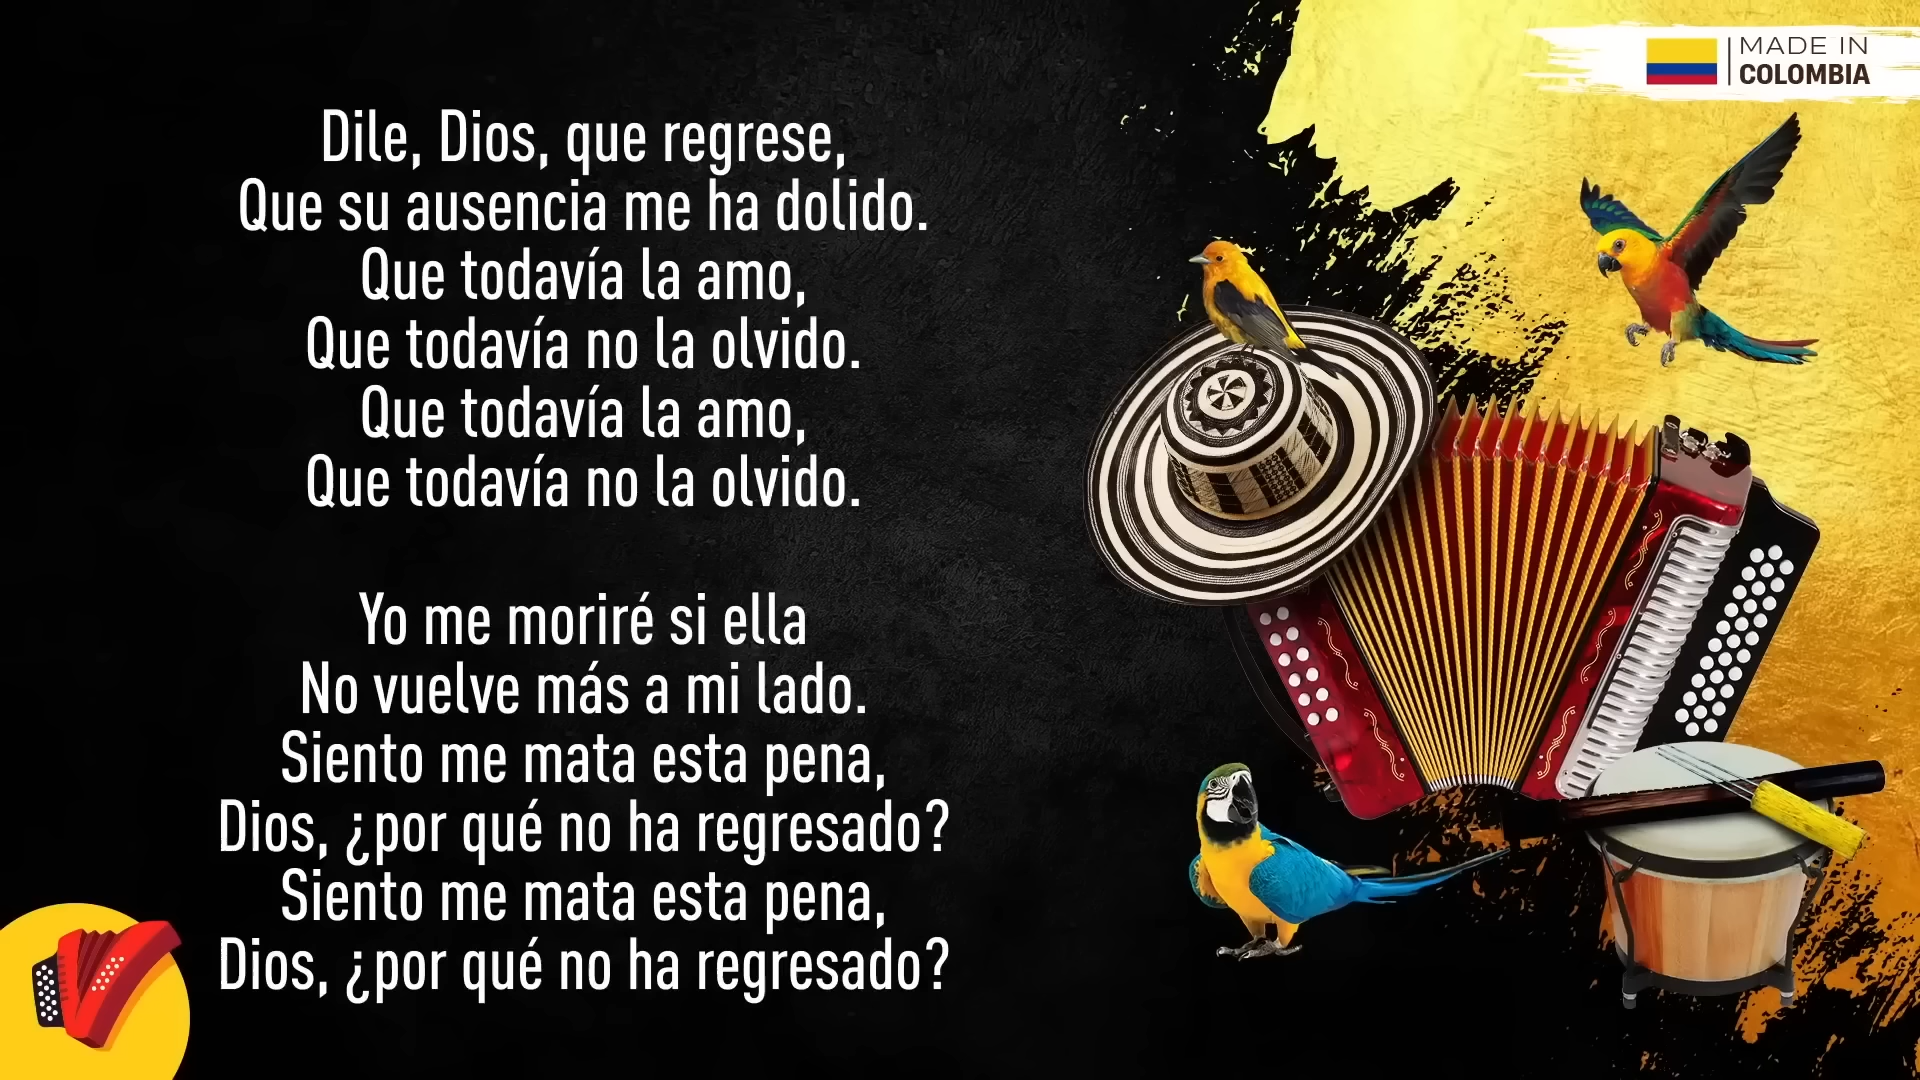 MADE IN
COLOMBIA
Dile, Dios, que regrese,
Que su ausencia me ha dolido.
Que todavía la amo,
Que todavía no la olvido.
Que todavía la amo,
Que todavía no la olvido.
Yo me moriré si ella
No vuelve más a mi lado.
Siento me mata esta pena,
Dios, ¿por qué no ha regresado?
Siento me mata esta pena,
Dios, ¿por qué no ha regresado?